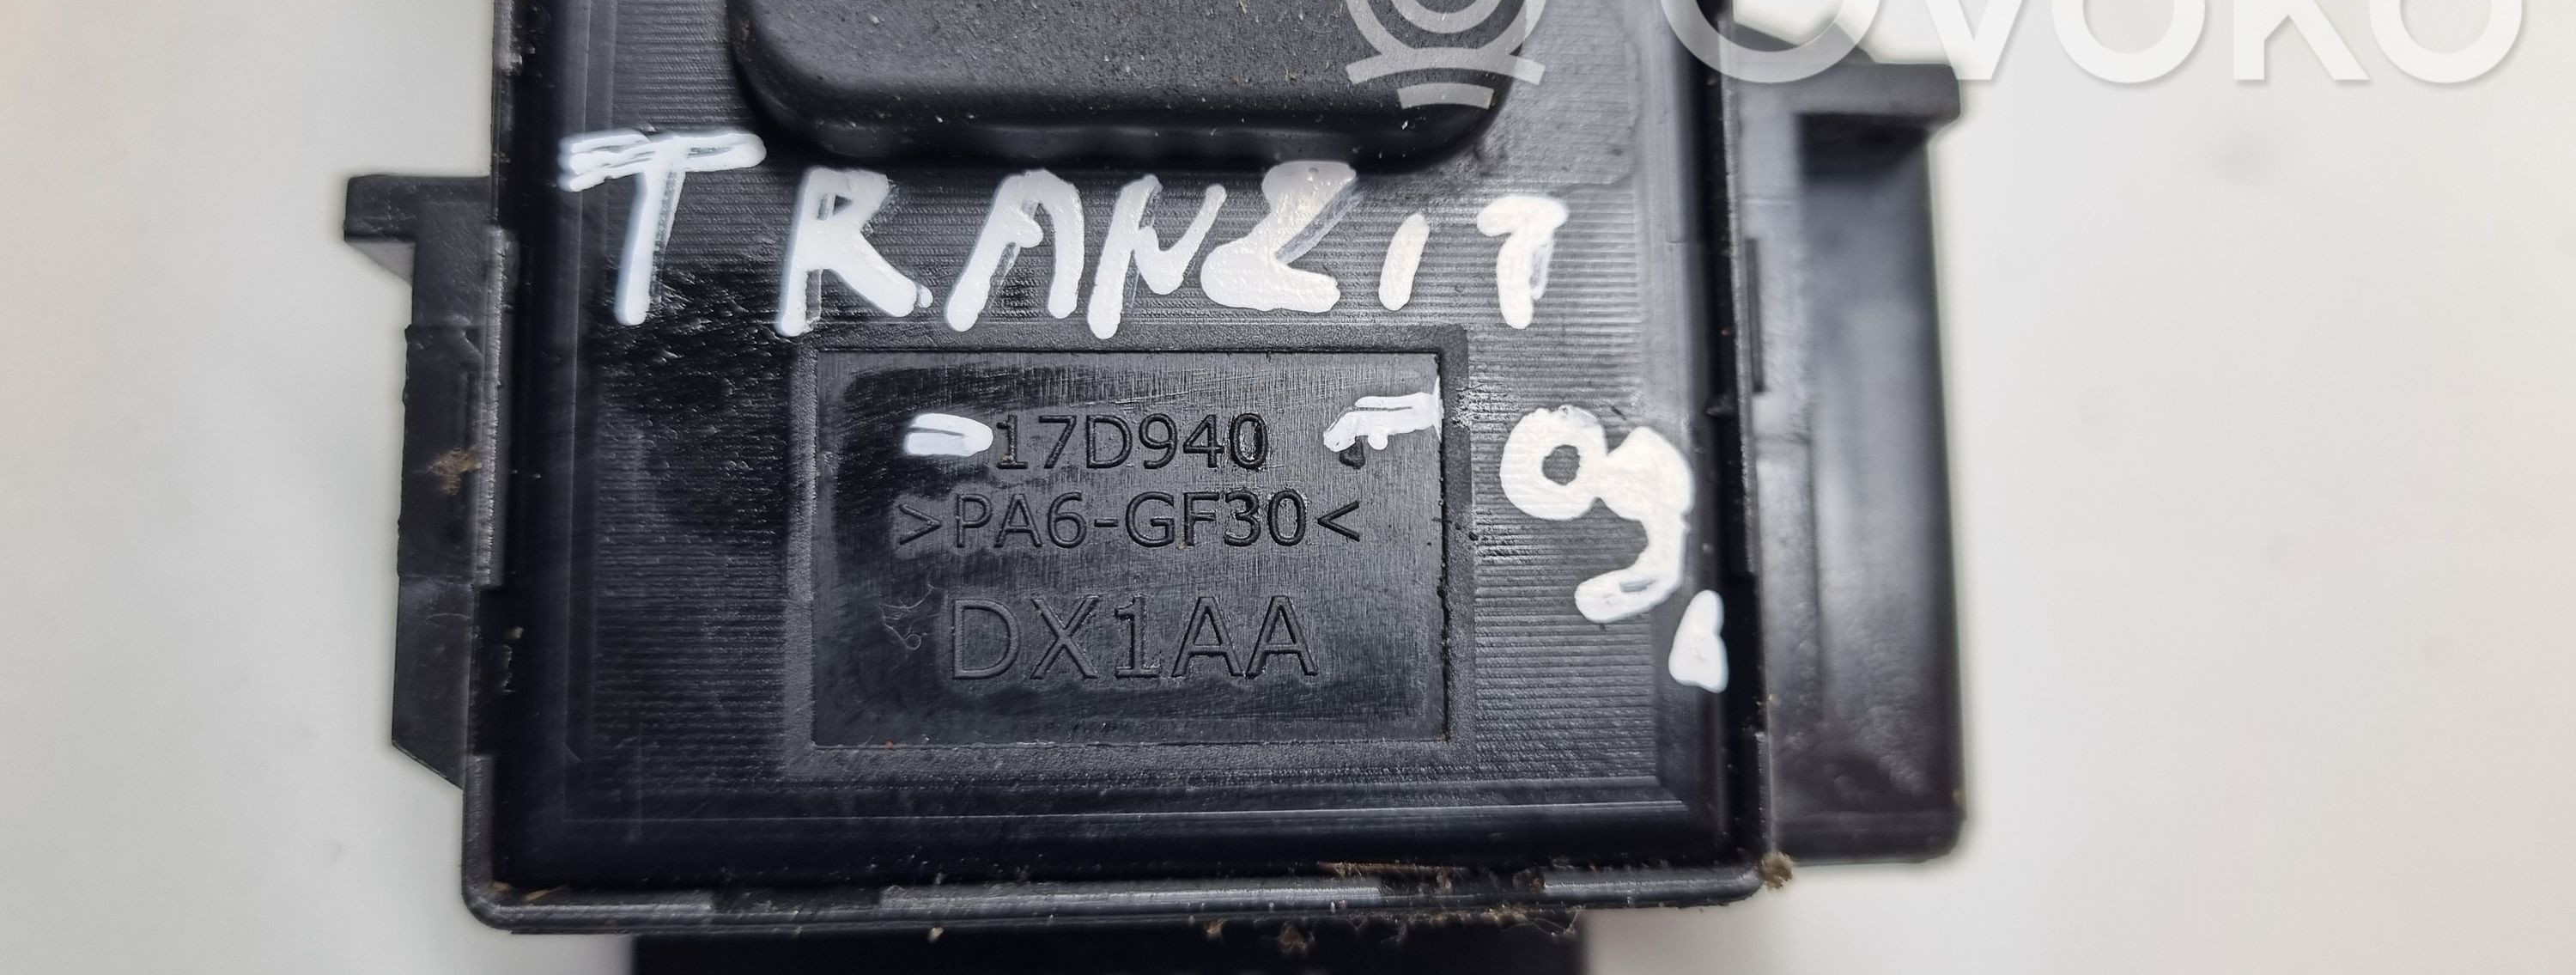 OVOKO
TRANZIT
17D940
>PA6-GF30<
DX1AA
09,